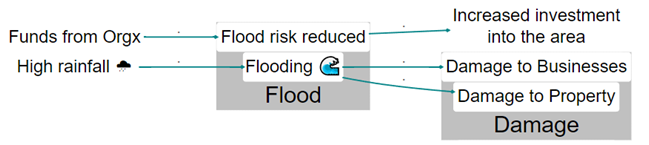 Funds from Orgx
Flood risk reduced
Increased investment
into the area
High rainfall 🌧
Flooding 🌊
Damage to Businesses
Damage to Property
Flood
Damage